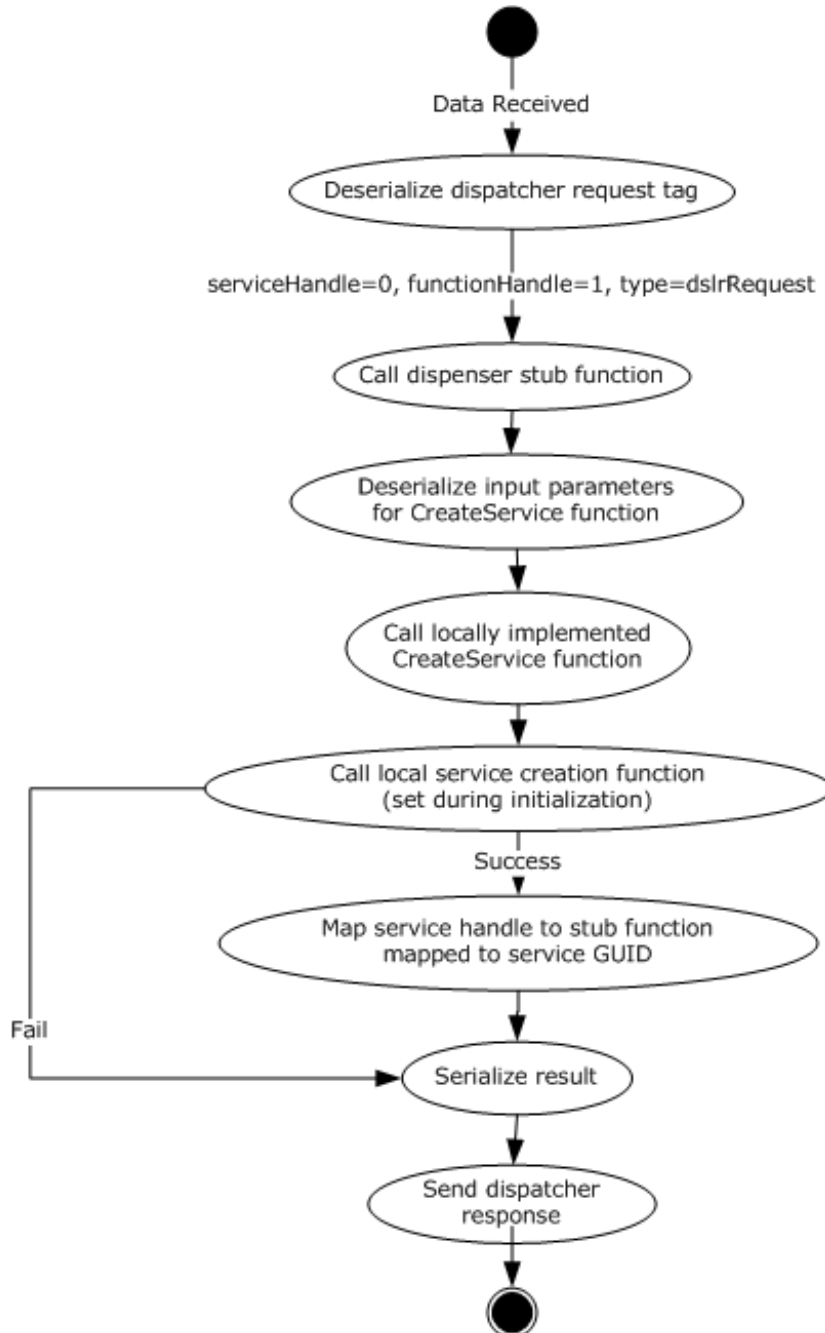 Data Received
Deserialize dispatcher request tag
serviceHandle=0, functionHandle=1, type=dslrRequest
Call dispenser stub function
Deserialize input parameters
for CreateService function
Call locally implemented
CreateService function
Call local service creation function
(set during initialization)
Success
Map service handle to stub function
mapped to service GUID
Fail
Serialize result
Send dispatcher
response